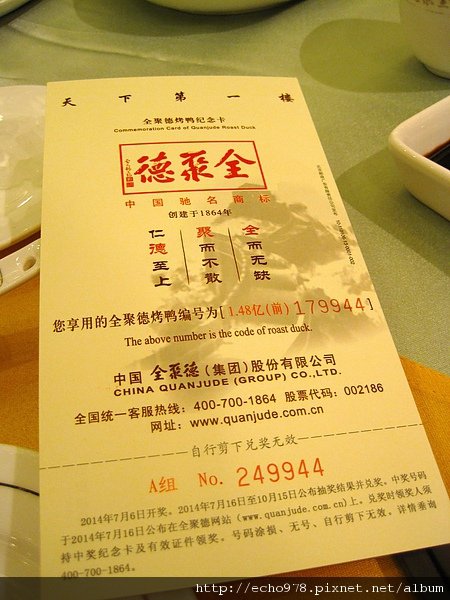 天下第一楼
全聚德烤鸭纪念卡
Commemoration Card of Quanjude Roast Duck
德聚全
中国驰名商标
创建于1864年
全而无缺
聚而不散
仁德至上
您享用的全聚德烤鸭编号为[1.48亿(前)179944]
The above number is the code of roast duck.
中国 全聚德(集团)股份有限公司
CHINA QUANJUDE (GROUP) CO.,LTD.
全国统一客服热线：400-700-1864 股票代码：002186
网址：www.quanjude.com.cn
自行剪下兑奖无效
A组 No. 249944
2014年7月6日开奖。2014年7月16日至10月15日公布抽奖结果并兑奖。中奖号码
于2014年7月16日公布在全聚德网站(www.quanjude.com.cn)上。兑奖时领奖人须
持中奖纪念卡及有效证件领奖。号码涂损、无号、自行剪下无效。详情垂询
400-700-1864。
http://echo978.pixnet.net/album